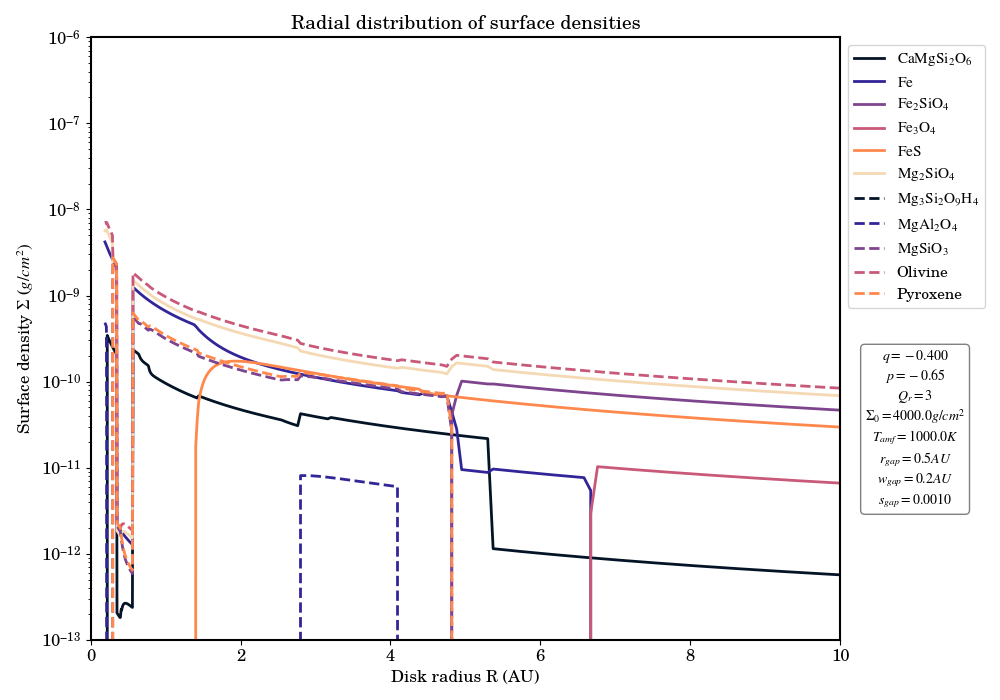 Radial distribution of surface densities
10⁻⁶
10⁻⁷
10⁻⁸
10⁻⁹
10⁻¹⁰
10⁻¹¹
10⁻¹²
10⁻¹³
Surface density Σ (g/cm²)
0 2 4 6 8 10
Disk radius R (AU)
CaMgSi₂O₆
Fe
Fe₂SiO₄
Fe₃O₄
FeS
Mg₂SiO₄
Mg₃Si₂O₉H₄
MgAl₂O₄
MgSiO₃
Olivine
Pyroxene
q = −0.400
p = −0.65
Qᵣ = 3
Σ₀ = 4000.0g/cm²
T_amf = 1000.0K
r_gap = 0.5AU
w_gap = 0.2AU
s_gap = 0.0010